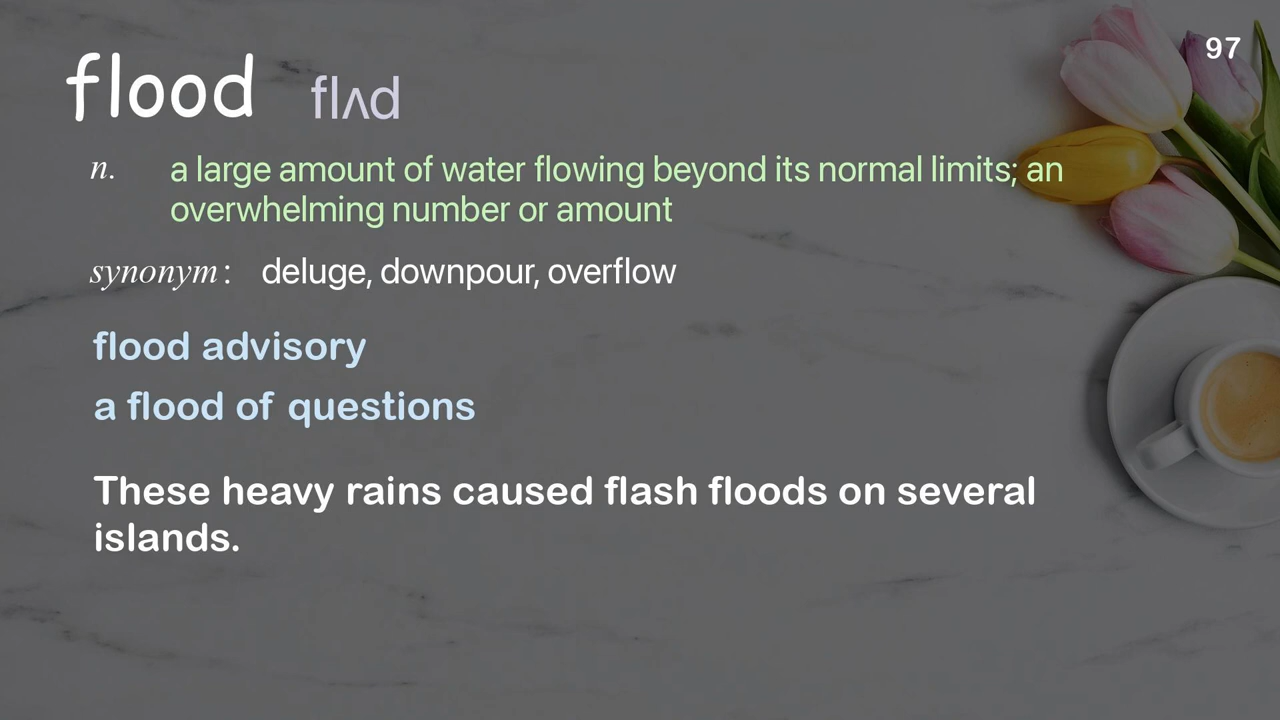 97
flood flʌd
n. a large amount of water flowing beyond its normal limits; an
overwhelming number or amount
synonym : deluge, downpour, overflow
flood advisory
a flood of questions
These heavy rains caused flash floods on several
islands.